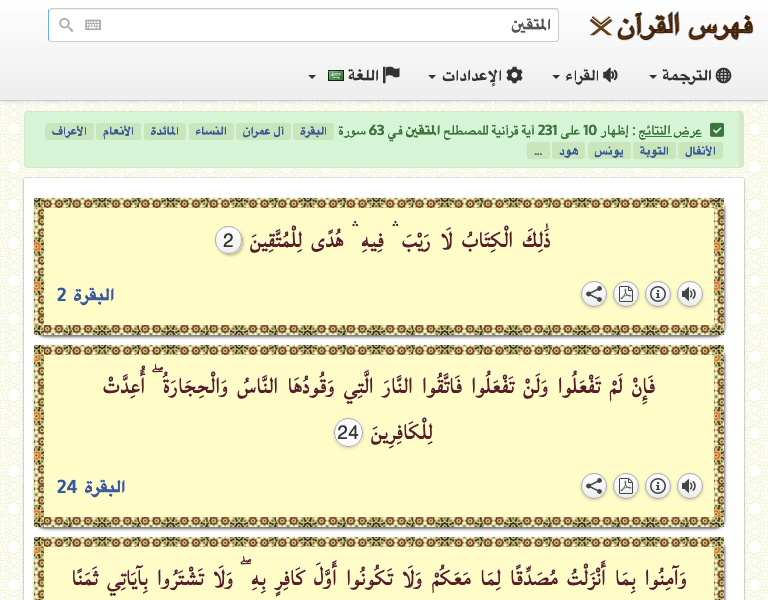 فهرس القرآن
المتقين
الترجمة القراء الإعدادات اللغة
عرض النتائج : إظهار 10 على 231 آية قرآنية للمصطلح المتقين في 63 سورة البقرة آل عمران النساء المائدة الأنعام الأعراف
الأنفال التوبة يونس هود ...
ذَٰلِكَ الْكِتَابُ لَا رَيْبَ ۛ فِيهِ ۛ هُدًى لِلْمُتَّقِينَ 2
البقرة 2
فَإِنْ لَمْ تَفْعَلُوا وَلَنْ تَفْعَلُوا فَاتَّقُوا النَّارَ الَّتِي وَقُودُهَا النَّاسُ وَالْحِجَارَةُ ۖ أُعِدَّتْ
لِلْكَافِرِينَ 24
البقرة 24
وَآمِنُوا بِمَا أَنْزَلْتُ مُصَدِّقًا لِمَا مَعَكُمْ وَلَا تَكُونُوا أَوَّلَ كَافِرٍ بِهِ ۖ وَلَا تَشْتَرُوا بِآيَاتِي ثَمَنًا